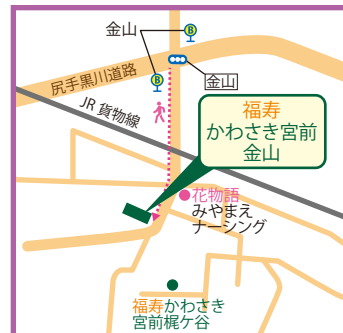 金山
B
B
金山
尻手黒川道路
JR貨物線
福寿
かわさき宮前
金山
花物語
みやまえ
ナーシング
福寿かわさき
宮前梶ケ谷